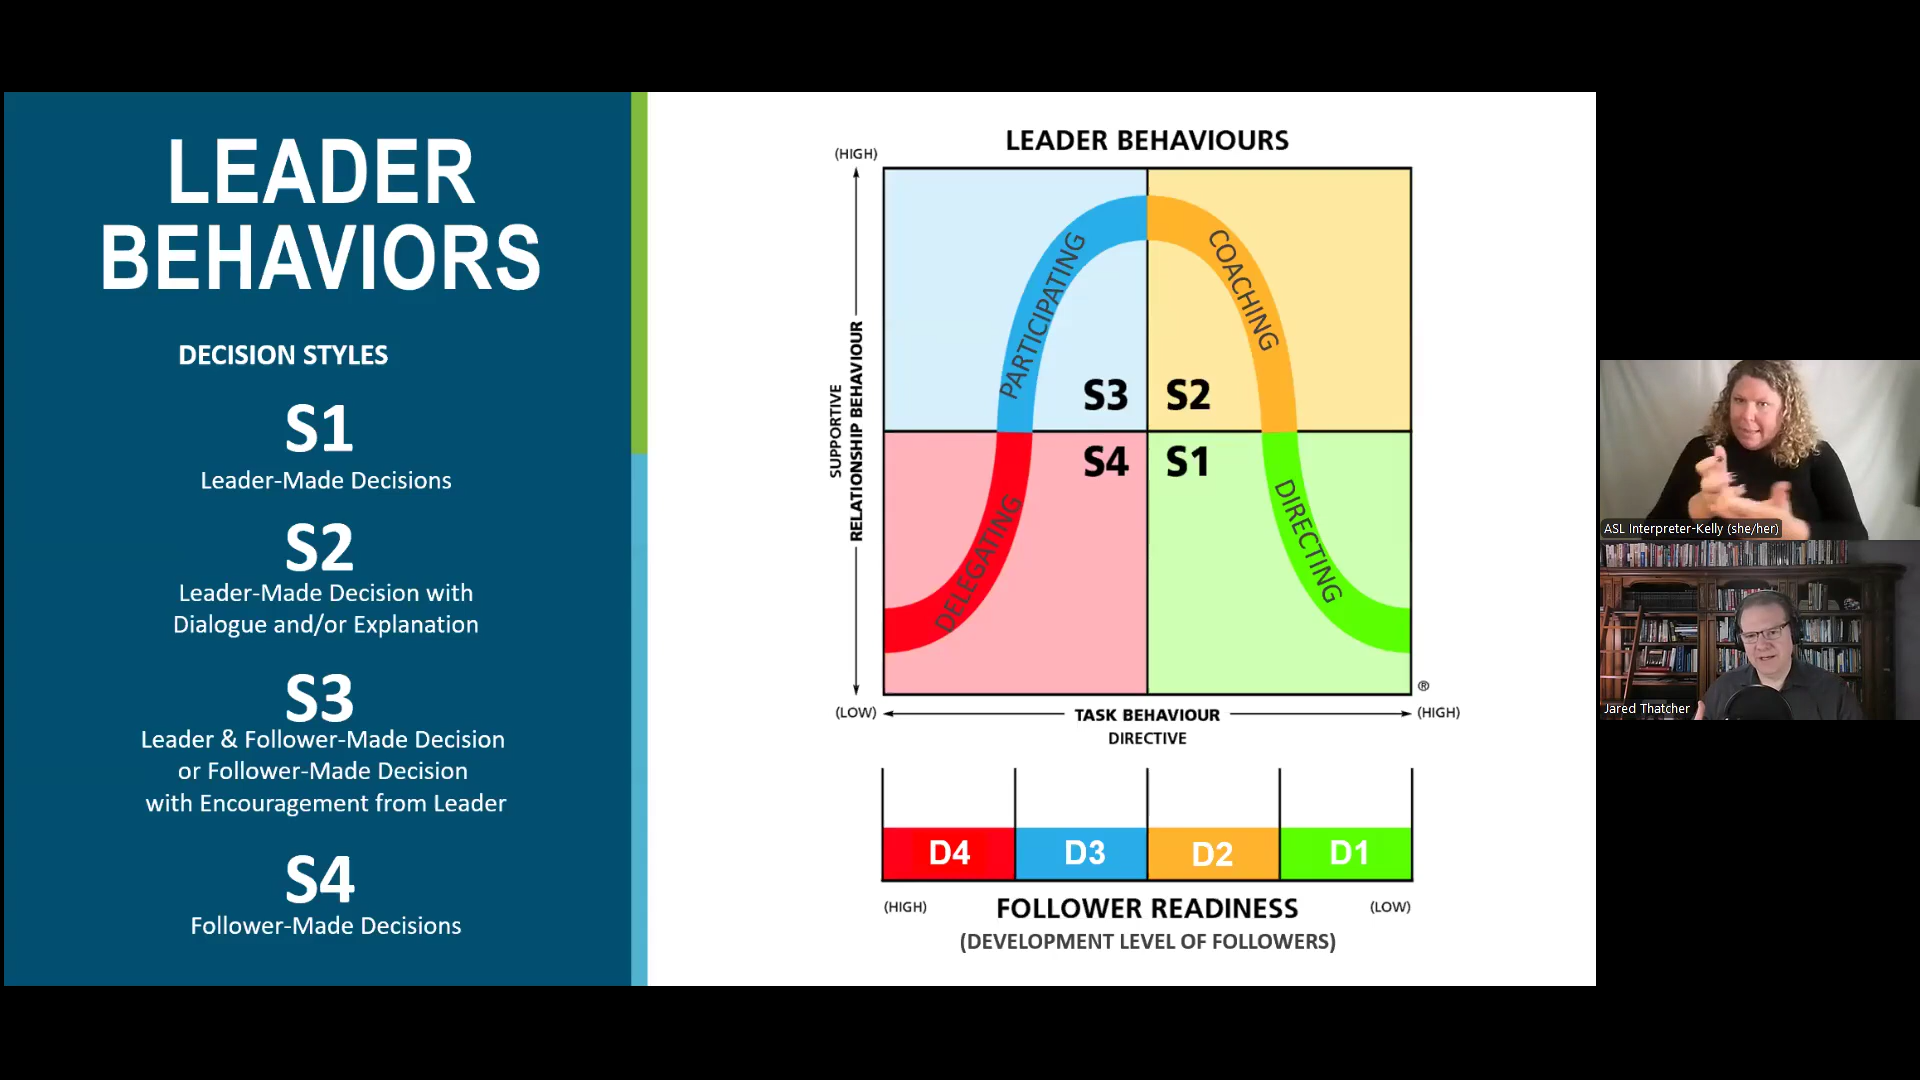 LEADER
BEHAVIORS
DECISION STYLES
S1
Leader-Made Decisions
S2
Leader-Made Decision with
Dialogue and/or Explanation
S3
Leader & Follower-Made Decision
or Follower-Made Decision
with Encouragement from Leader
S4
Follower-Made Decisions
LEADER BEHAVIOURS
(HIGH)
SUPPORTIVE
RELATIONSHIP BEHAVIOUR
PARTICIPATING
COACHING
S3
S2
S4
S1
DELEGATING
DIRECTING
®
(LOW)
TASK BEHAVIOUR
(HIGH)
DIRECTIVE
D4
D3
D2
D1
(HIGH)
FOLLOWER READINESS
(LOW)
(DEVELOPMENT LEVEL OF FOLLOWERS)
ASL Interpreter-Kelly (she/her)
Jared Thatcher